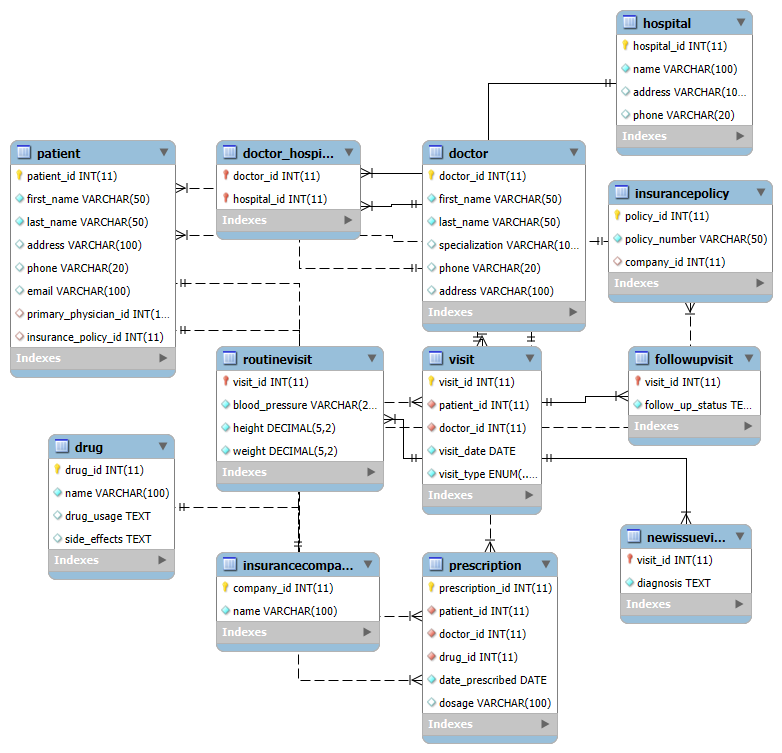 hospital
hospital_id INT(11)
name VARCHAR(100)
address VARCHAR(10...
phone VARCHAR(20)
Indexes
patient
patient_id INT(11)
first_name VARCHAR(50)
last_name VARCHAR(50)
address VARCHAR(100)
phone VARCHAR(20)
email VARCHAR(100)
primary_physician_id INT(1...
insurance_policy_id INT(11)
Indexes
doctor_hospi...
doctor_id INT(11)
hospital_id INT(11)
Indexes
doctor
doctor_id INT(11)
first_name VARCHAR(50)
last_name VARCHAR(50)
specialization VARCHAR(10...
phone VARCHAR(20)
address VARCHAR(100)
Indexes
insurancepolicy
policy_id INT(11)
policy_number VARCHAR(50)
company_id INT(11)
Indexes
routinevisit
visit_id INT(11)
blood_pressure VARCHAR(2...
height DECIMAL(5,2)
weight DECIMAL(5,2)
Indexes
visit
visit_id INT(11)
patient_id INT(11)
doctor_id INT(11)
visit_date DATE
visit_type ENUM(...
Indexes
followupvisit
visit_id INT(11)
follow_up_status TE...
Indexes
drug
drug_id INT(11)
name VARCHAR(100)
drug_usage TEXT
side_effects TEXT
Indexes
insurancecompa...
company_id INT(11)
name VARCHAR(100)
Indexes
prescription
prescription_id INT(11)
patient_id INT(11)
doctor_id INT(11)
drug_id INT(11)
date_prescribed DATE
dosage VARCHAR(100)
Indexes
newissuevi...
visit_id INT(11)
diagnosis TEXT
Indexes